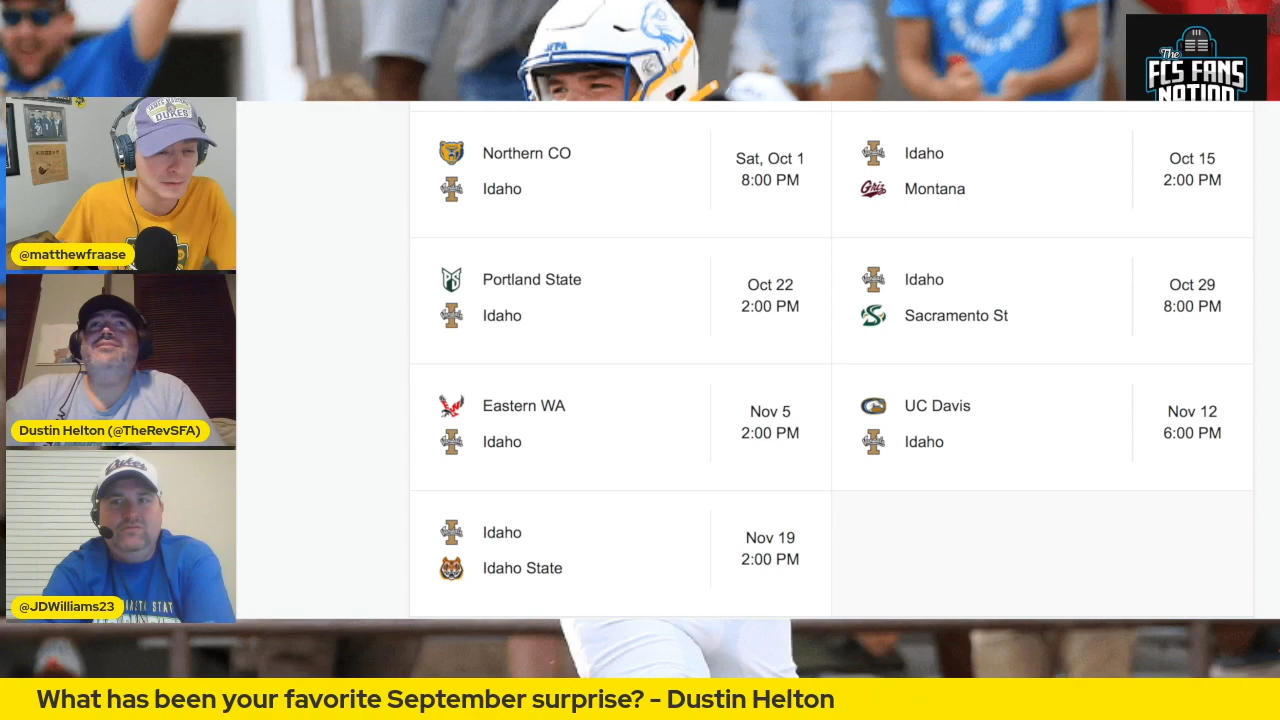 The
FCS FANS
NATION
DUKES
@matthewfraase
Dustin Helton (@TheRevSFA)
@JDWilliams23
Northern CO
Idaho
Sat, Oct 1
8:00 PM
Idaho
Montana
Oct 15
2:00 PM
Portland State
Idaho
Oct 22
2:00 PM
Idaho
Sacramento St
Oct 29
8:00 PM
Eastern WA
Idaho
Nov 5
2:00 PM
UC Davis
Idaho
Nov 12
6:00 PM
Idaho
Idaho State
Nov 19
2:00 PM
What has been your favorite September surprise? - Dustin Helton